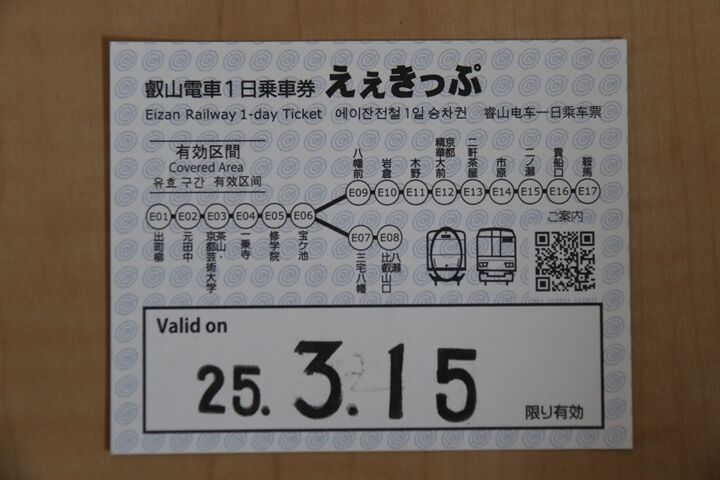 叡山電車1日乗車券 えぇきっぷ
Eizan Railway 1-day Ticket 에이잔전철1일승차권 睿山电车一日乘车票
有効区間
Covered Area
유효 구간 有效区间
八幡前
岩倉
木野
京都精華大前
二軒茶屋
市原
二ノ瀬
貴船口
鞍馬
E09 E10 E11 E12 E13 E14 E15 E16 E17
E01 E02 E03 E04 E05 E06
E07 E08
出町柳
元田中
茶山・京都芸術大学
一乗寺
修学院
宝ケ池
三宅八幡
八瀬比叡山口
ご案内
Valid on
25. 3. 15
限り有効